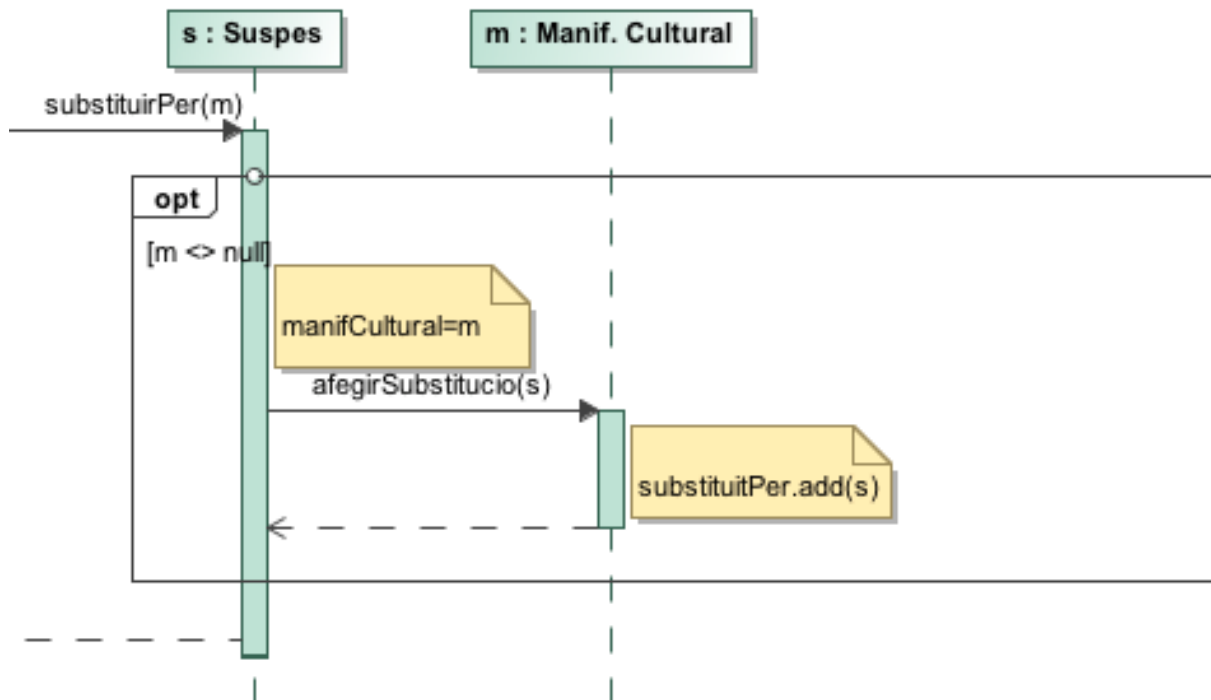 s : Suspes
m : Manif. Cultural
substituirPer(m)
opt
[m <> null]
manifCultural=m
afegirSubstitucio(s)
substituitPer.add(s)